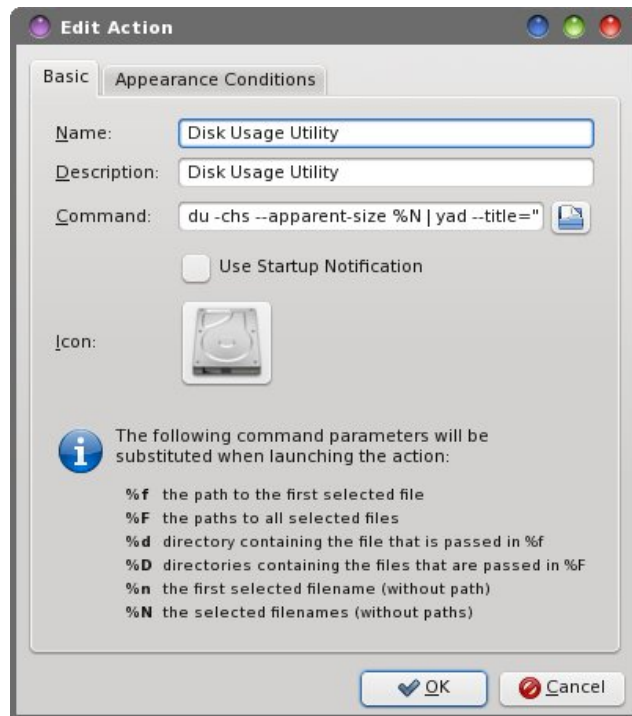 Edit Action
Basic
Appearance Conditions
Name:
Disk Usage Utility
Description:
Disk Usage Utility
Command:
du -chs --apparent-size %N | yad --title="
Use Startup Notification
Icon:
The following command parameters will be
substituted when launching the action:
%f the path to the first selected file
%F the paths to all selected files
%d directory containing the file that is passed in %f
%D directories containing the files that are passed in %F
%n the first selected filename (without path)
%N the selected filenames (without paths)
OK
Cancel